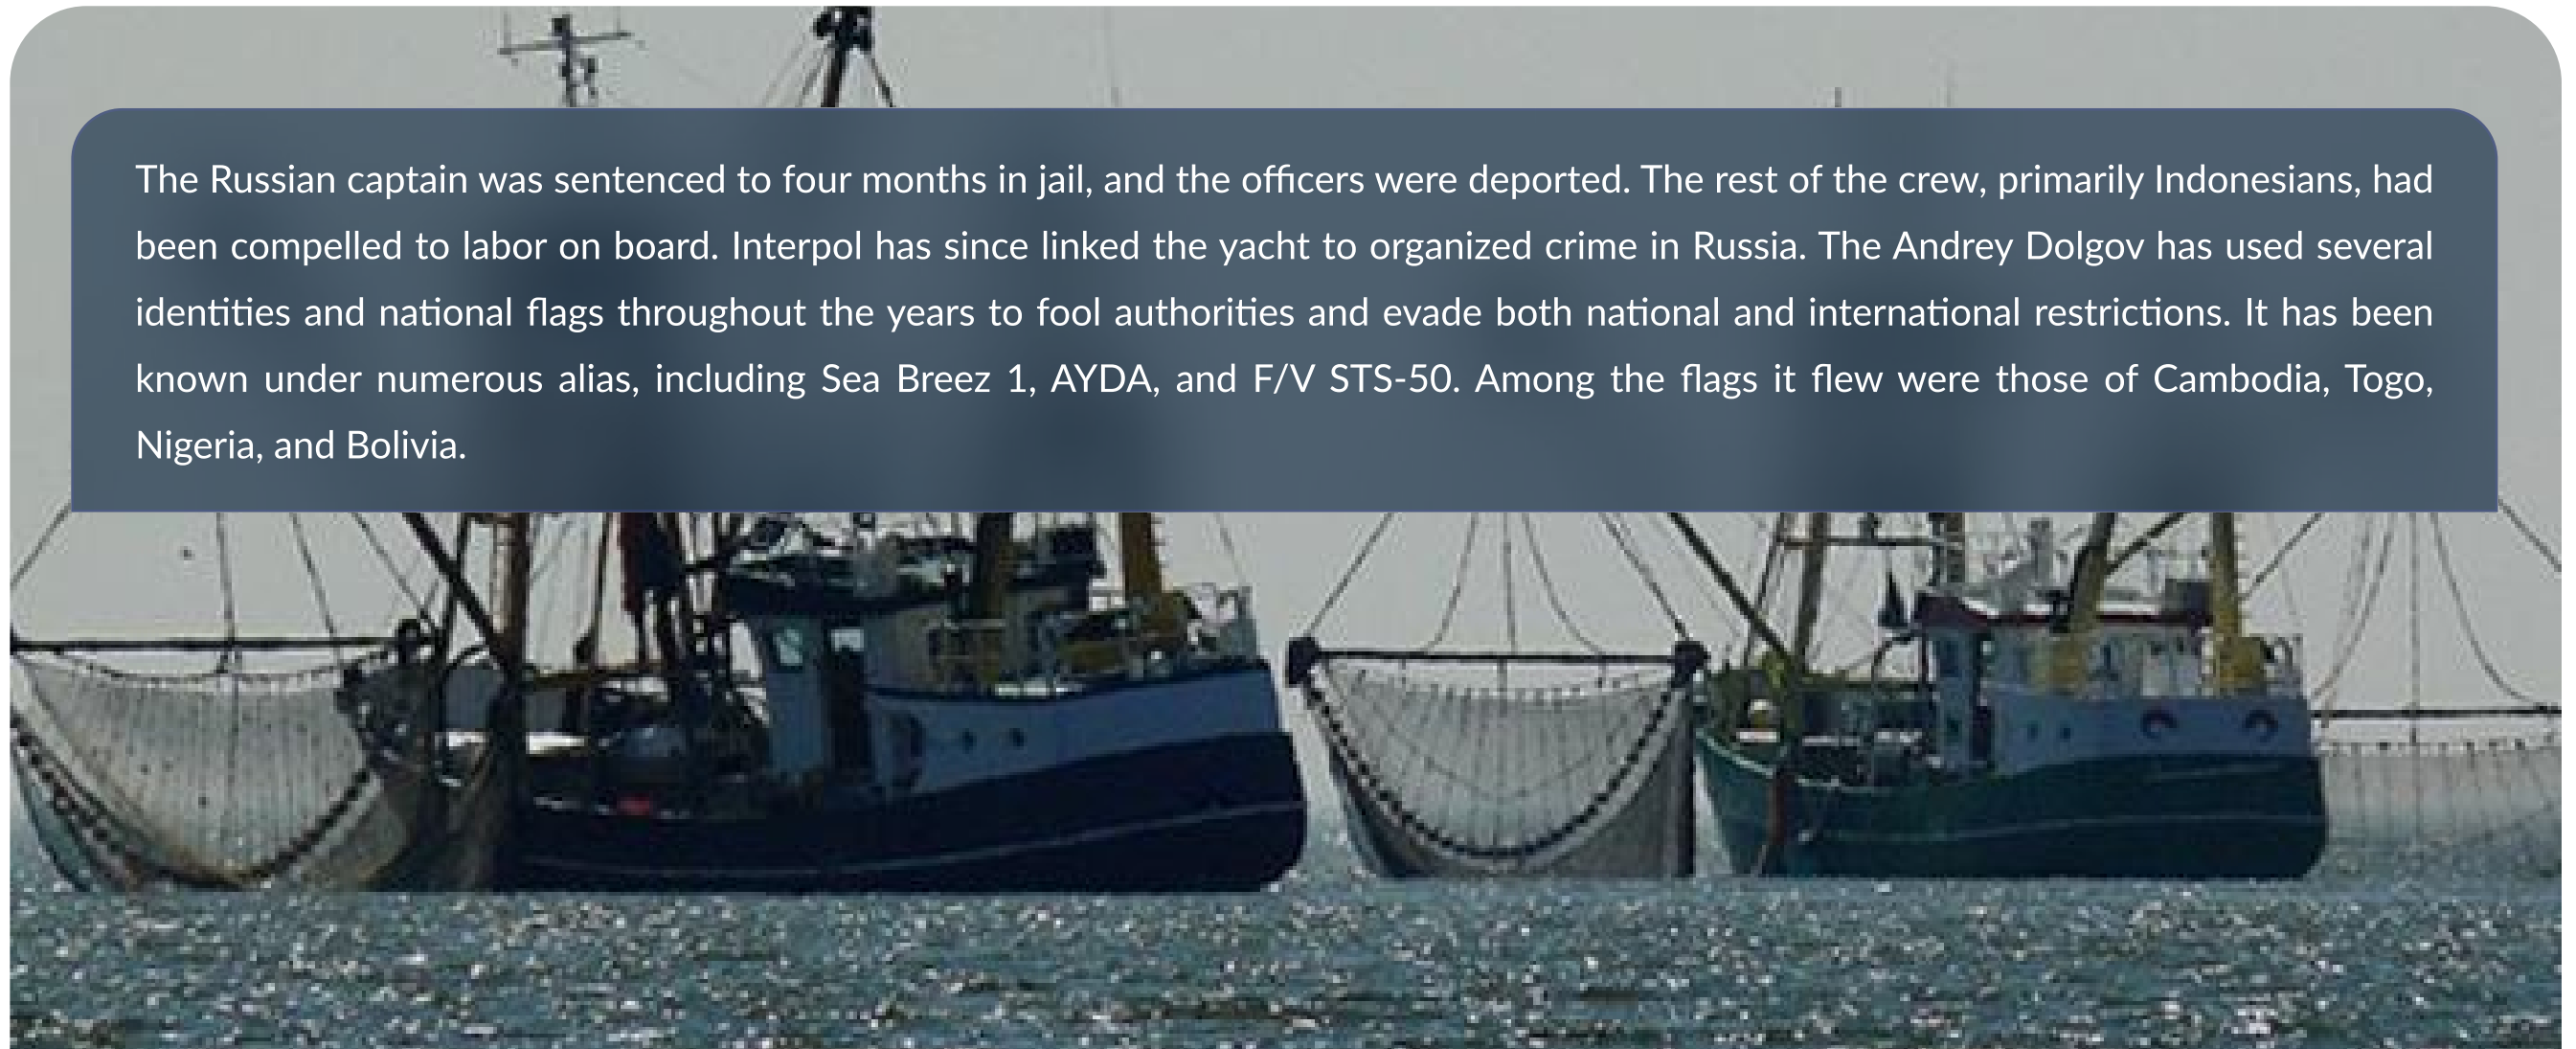 The Russian captain was sentenced to four months in jail, and the officers were deported. The rest of the crew, primarily Indonesians, had
been compelled to labor on board. Interpol has since linked the yacht to organized crime in Russia. The Andrey Dolgov has used several
identities and national flags throughout the years to fool authorities and evade both national and international restrictions. It has been
known under numerous alias, including Sea Breez 1, AYDA, and F/V STS-50. Among the flags it flew were those of Cambodia, Togo,
Nigeria, and Bolivia.